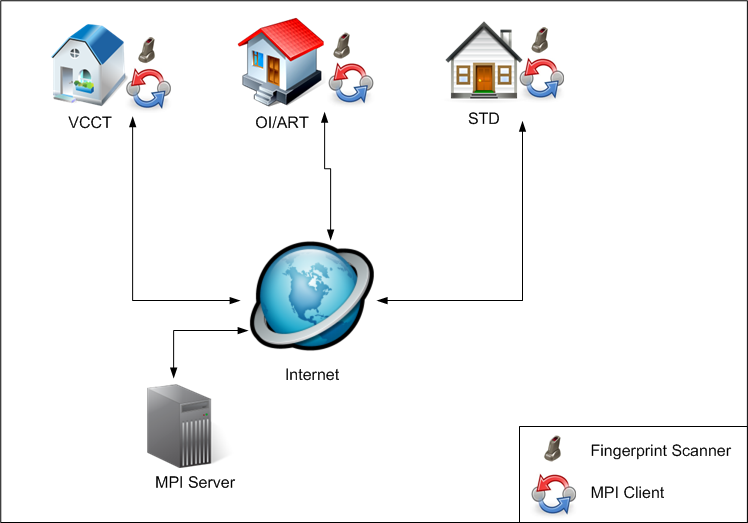 VCCT
OI/ART
STD
Internet
MPI Server
Fingerprint Scanner
MPI Client